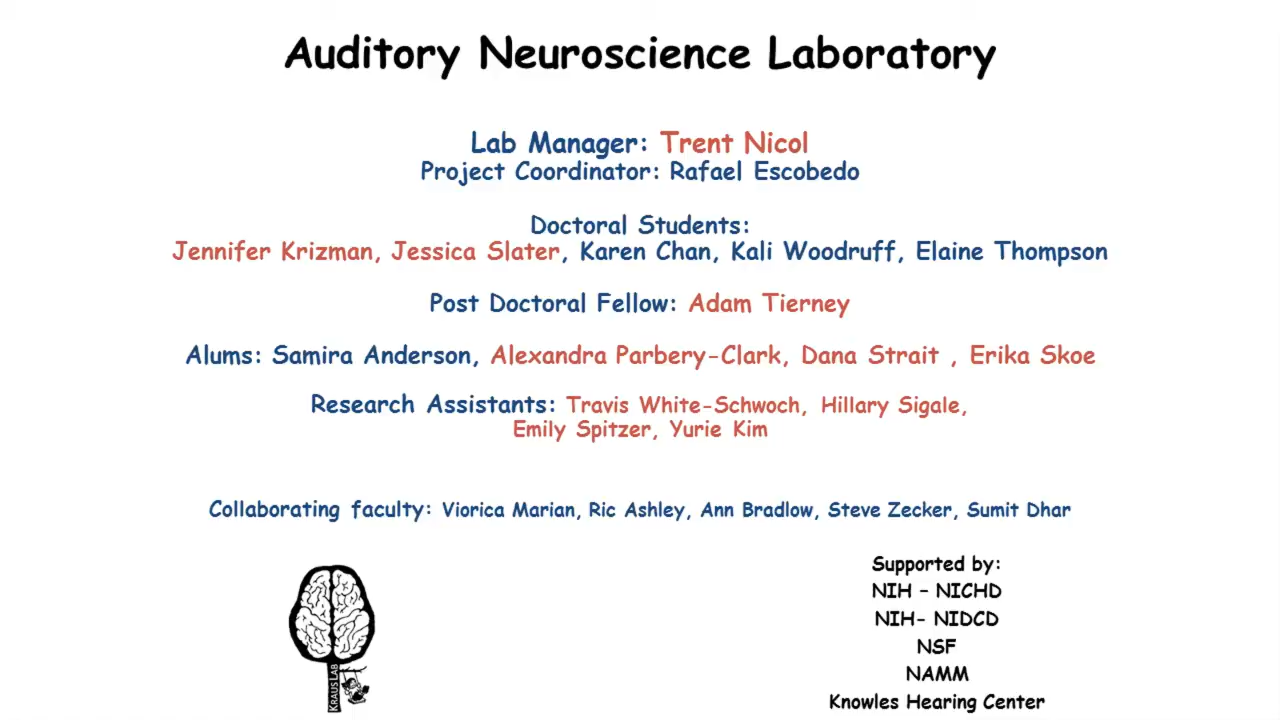 Auditory Neuroscience Laboratory
Lab Manager: Trent Nicol
Project Coordinator: Rafael Escobedo
Doctoral Students:
Jennifer Krizman, Jessica Slater, Karen Chan, Kali Woodruff, Elaine Thompson
Post Doctoral Fellow: Adam Tierney
Alums: Samira Anderson, Alexandra Parbery-Clark, Dana Strait , Erika Skoe
Research Assistants: Travis White-Schwoch, Hillary Sigale,
Emily Spitzer, Yurie Kim
Collaborating faculty: Viorica Marian, Ric Ashley, Ann Bradlow, Steve Zecker, Sumit Dhar
KRAUS LAB
Supported by:
NIH – NICHD
NIH– NIDCD
NSF
NAMM
Knowles Hearing Center